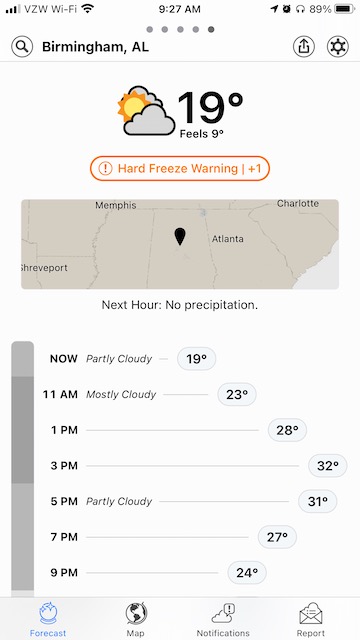 VZW Wi-Fi 9:27 AM 89%
Birmingham, AL
19°
Feels 9°
Hard Freeze Warning | +1
Memphis Charlotte
Atlanta
Shreveport
Next Hour: No precipitation.
NOW Partly Cloudy 19°
11 AM Mostly Cloudy 23°
1 PM 28°
3 PM 32°
5 PM Partly Cloudy 31°
7 PM 27°
9 PM 24°
Forecast Map Notifications Report